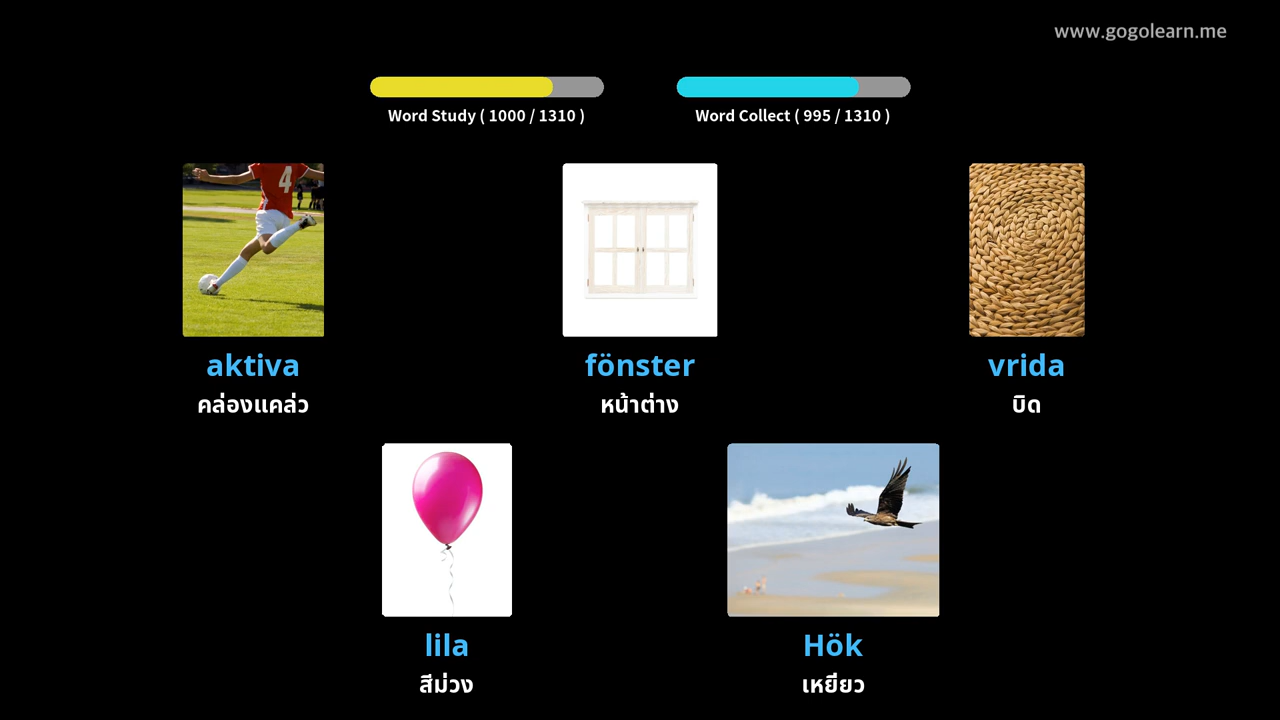 www.gogolearn.me
Word Study ( 1000 / 1310 )
Word Collect ( 995 / 1310 )
4
aktiva
คล่องแคล่ว
fönster
หน้าต่าง
vrida
บิด
lila
สีม่วง
Hök
เหยี่ยว